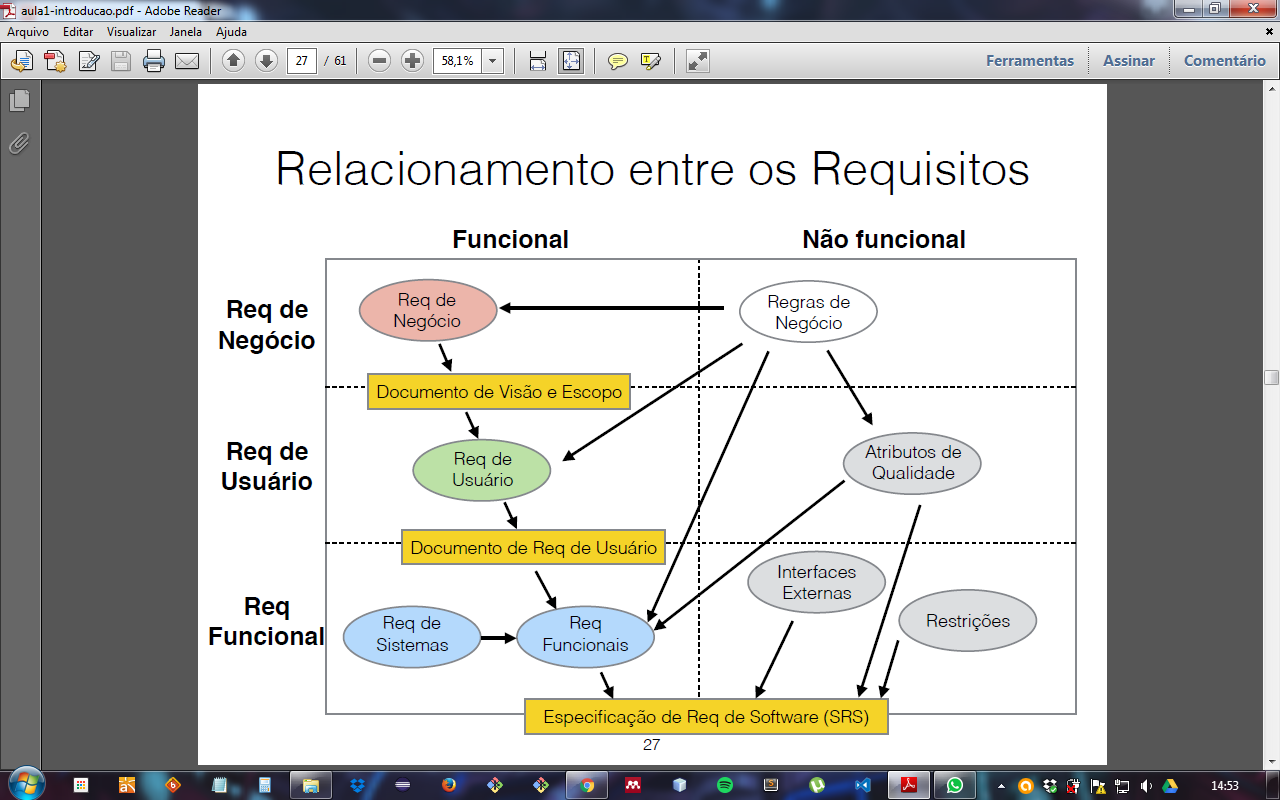 aula1-introducao.pdf - Adobe Reader
Arquivo Editar Visualizar Janela Ajuda
27 / 61 58,1% Ferramentas Assinar Comentário
Relacionamento entre os Requisitos
Funcional Não funcional
Req de
Negócio
Req de
Negócio
Regras de
Negócio
Documento de Visão e Escopo
Req de
Usuário
Req de
Usuário
Atributos de
Qualidade
Documento de Req de Usuário
Req
Funcional
Req de
Sistemas
Req
Funcionais
Interfaces
Externas
Restrições
Especificação de Req de Software (SRS)
27
14:53